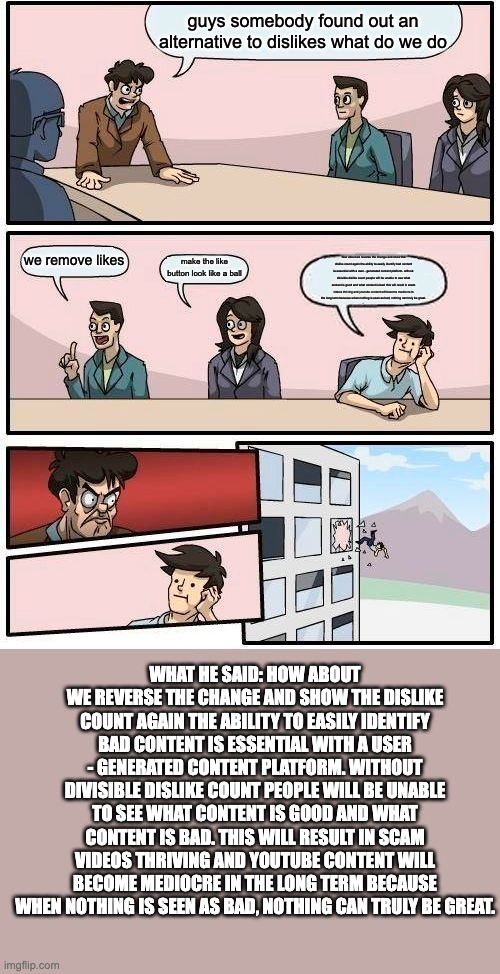 guys somebody found out an
alternative to dislikes what do we do
we remove likes
make the like
button look like a ball
WHAT HE SAID: HOW ABOUT
WE REVERSE THE CHANGE AND SHOW THE DISLIKE
COUNT AGAIN THE ABILITY TO EASILY IDENTIFY
BAD CONTENT IS ESSENTIAL WITH A USER
- GENERATED CONTENT PLATFORM. WITHOUT
DIVISIBLE DISLIKE COUNT PEOPLE WILL BE UNABLE
TO SEE WHAT CONTENT IS GOOD AND WHAT
CONTENT IS BAD. THIS WILL RESULT IN SCAM
VIDEOS THRIVING AND YOUTUBE CONTENT WILL
BECOME MEDIOCRE IN THE LONG TERM BECAUSE
WHEN NOTHING IS SEEN AS BAD, NOTHING CAN TRULY BE GREAT.
imgflip.com